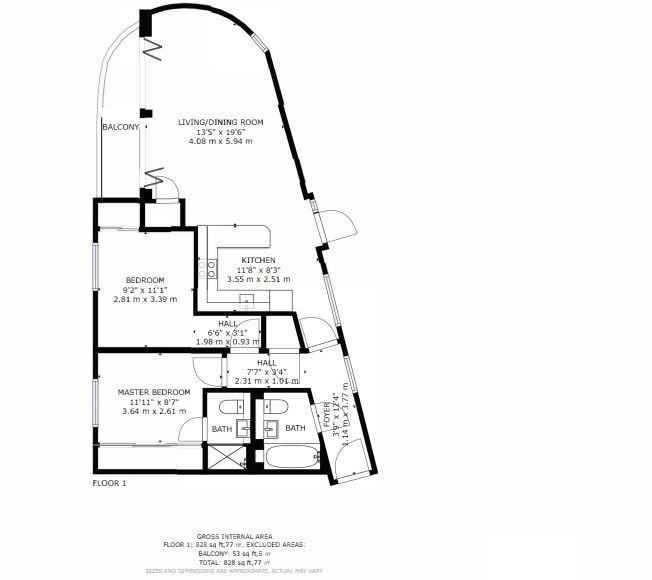 LIVING/DINING ROOM
13'5" x 19'6"
4.08 m x 5.94 m
BALCONY
KITCHEN
11'8" x 8'3"
3.55 m x 2.51 m
BEDROOM
9'2" x 11'1"
2.81 m x 3.39 m
HALL
6'6" x 3'1"
1.98 m x 0.93 m
HALL
7'7" x 3'4"
2.31 m x 1.01 m
MASTER BEDROOM
11'11" x 8'7"
3.64 m x 2.61 m
FOYER
3'9" x 12'4"
1.14 m x 3.77 m
BATH
BATH
FLOOR 1
GROSS INTERNAL AREA
FLOOR 1: 828 sq ft,77 ㎡, EXCLUDED AREAS:
BALCONY: 53 sq ft,5 ㎡
TOTAL: 828 sq ft,77 ㎡
SIZES AND DIMENSIONS ARE APPROXIMATE, ACTUAL MAY VARY.